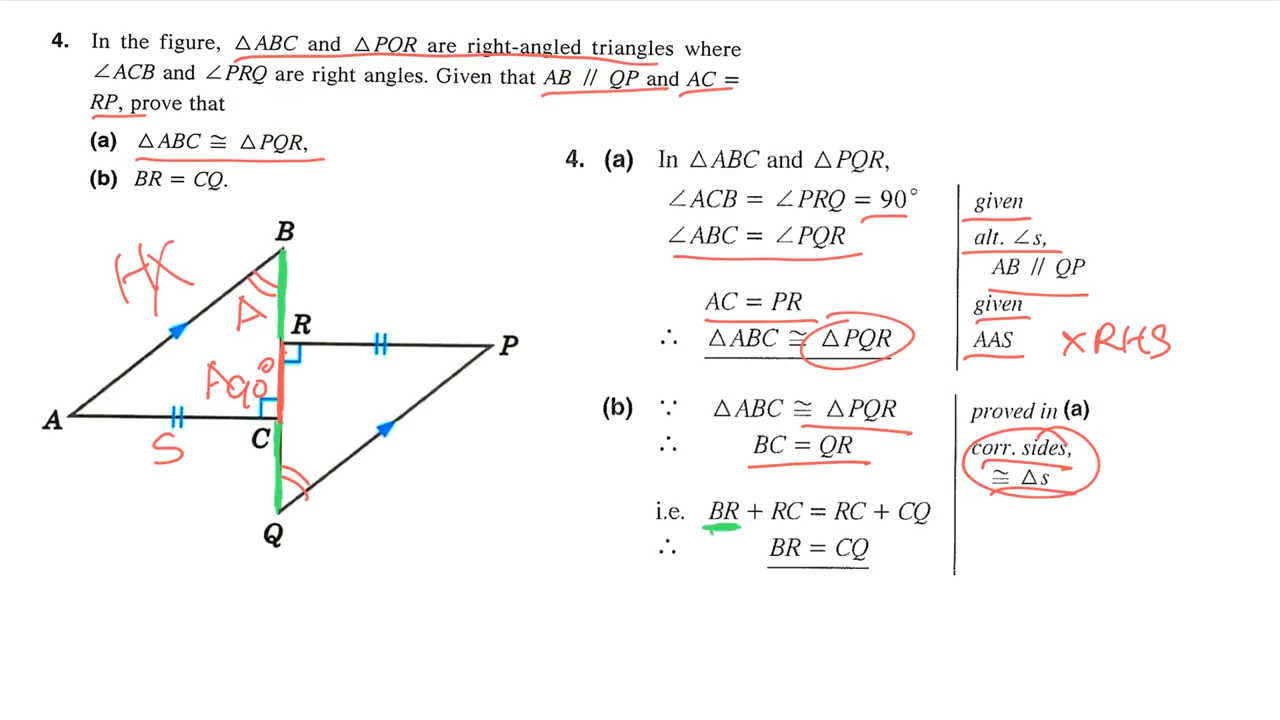 4. In the figure, △ABC and △PQR are right-angled triangles where
∠ACB and ∠PRQ are right angles. Given that AB // QP and AC =
RP, prove that
(a) △ABC ≅ △PQR,
(b) BR = CQ.
4. (a) In △ABC and △PQR,
∠ACB = ∠PRQ = 90° given
∠ABC = ∠PQR alt. ∠s,
AB // QP
AC = PR given
∴ △ABC ≅ △PQR AAS ×RHS
(b) ∵ △ABC ≅ △PQR proved in (a)
∴ BC = QR corr. sides,
≅ △s
i.e. BR + RC = RC + CQ
∴ BR = CQ
B
A
R
P
A90°
A
C
S
Q